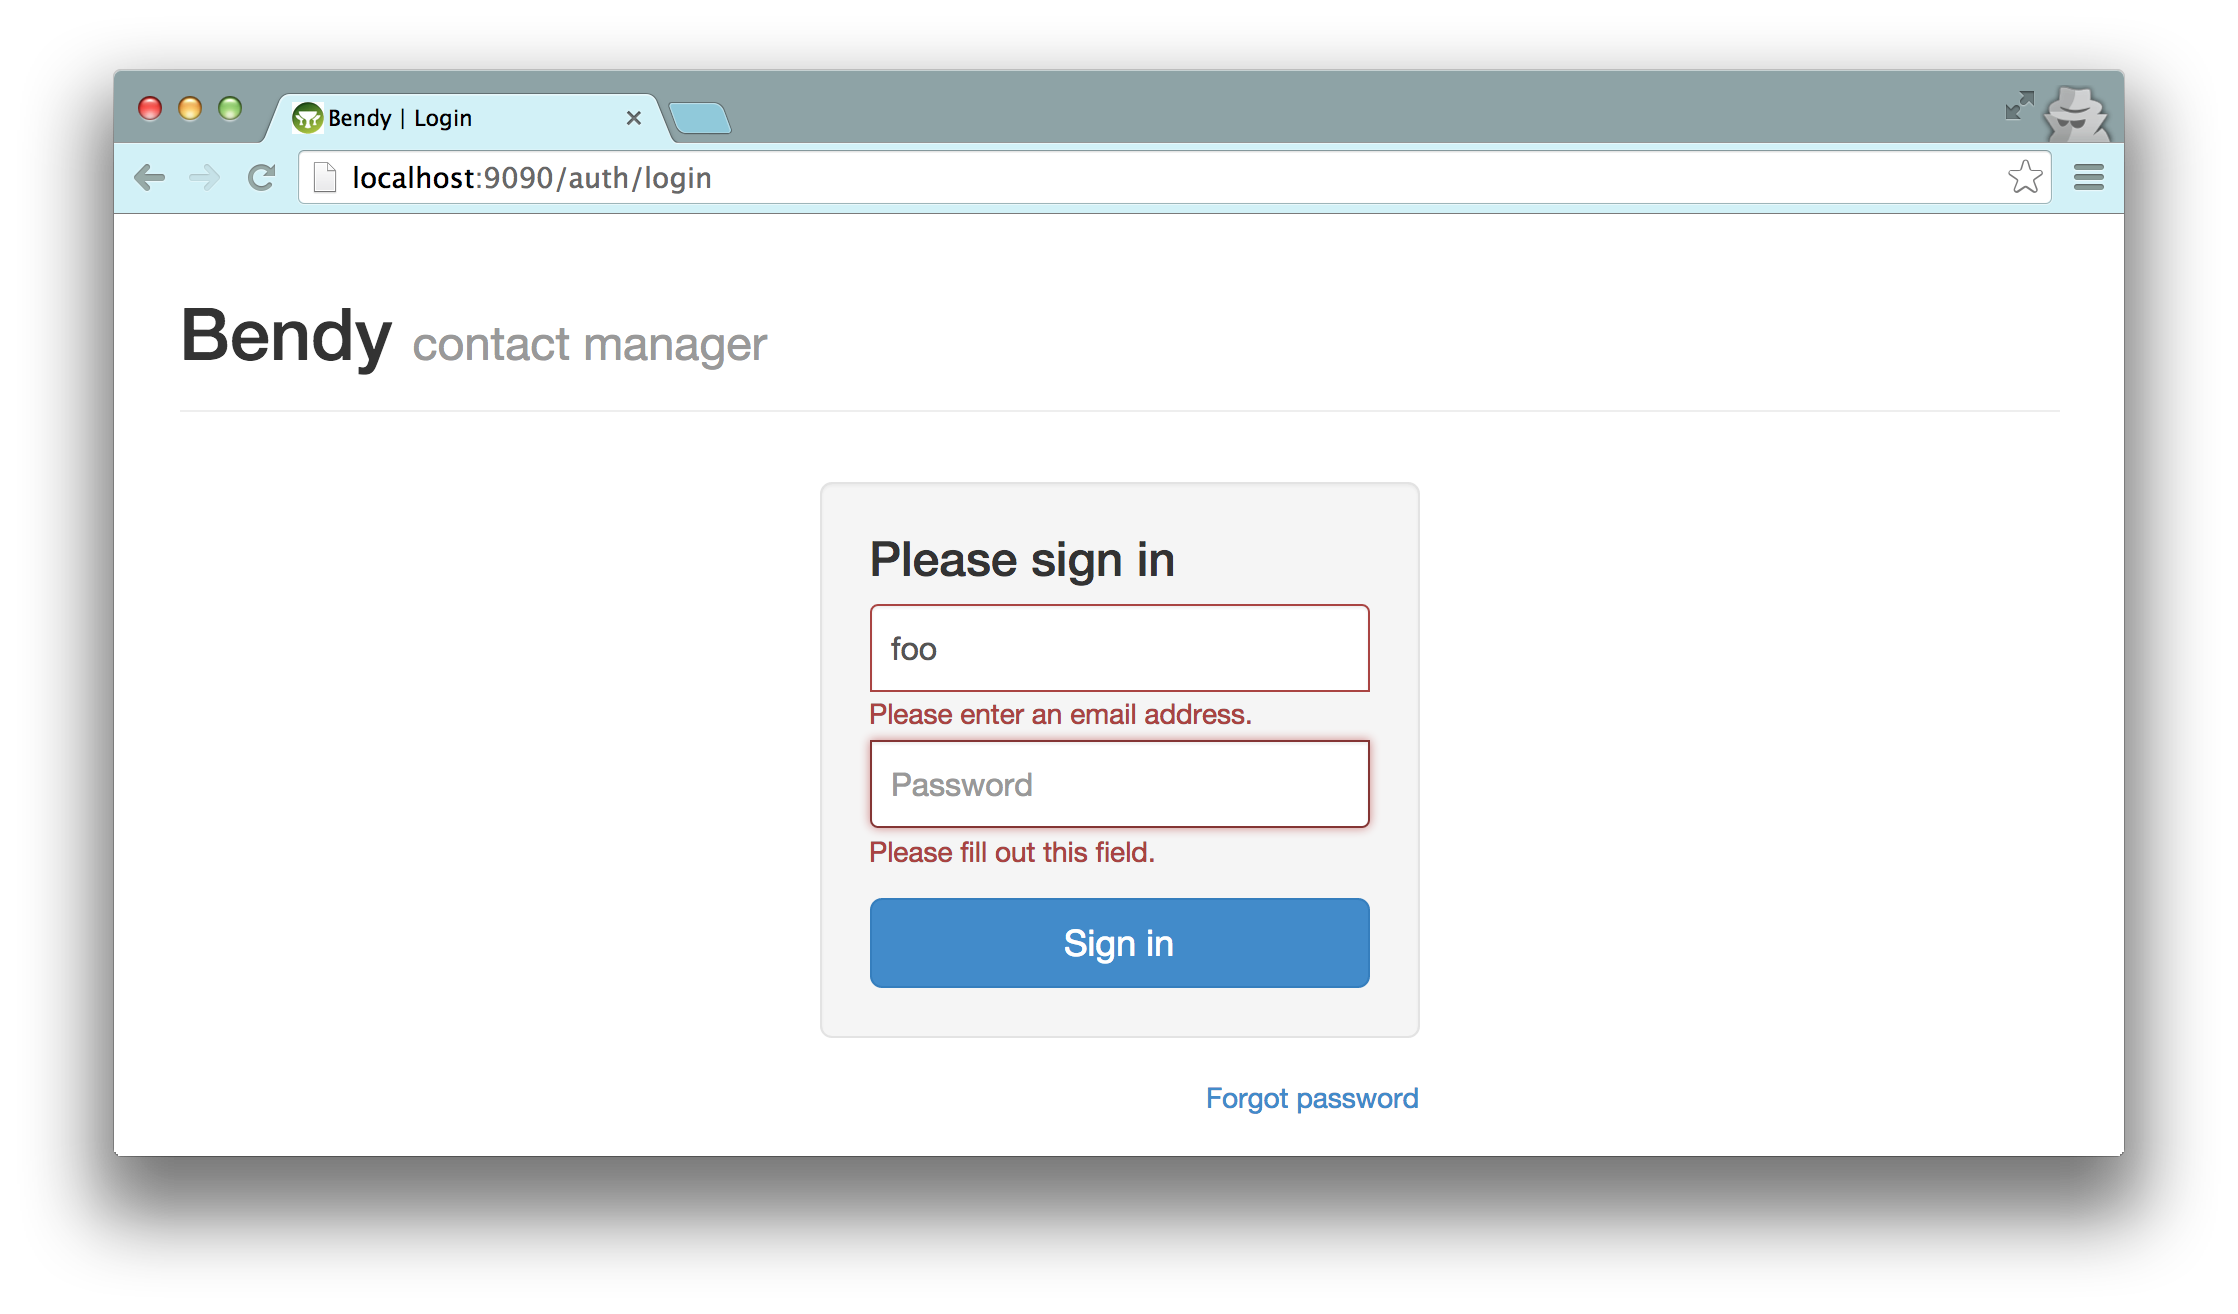 Bendy | Login
localhost:9090/auth/login
Bendy contact manager
Please sign in
foo
Please enter an email address.
Password
Please fill out this field.
Sign in
Forgot password